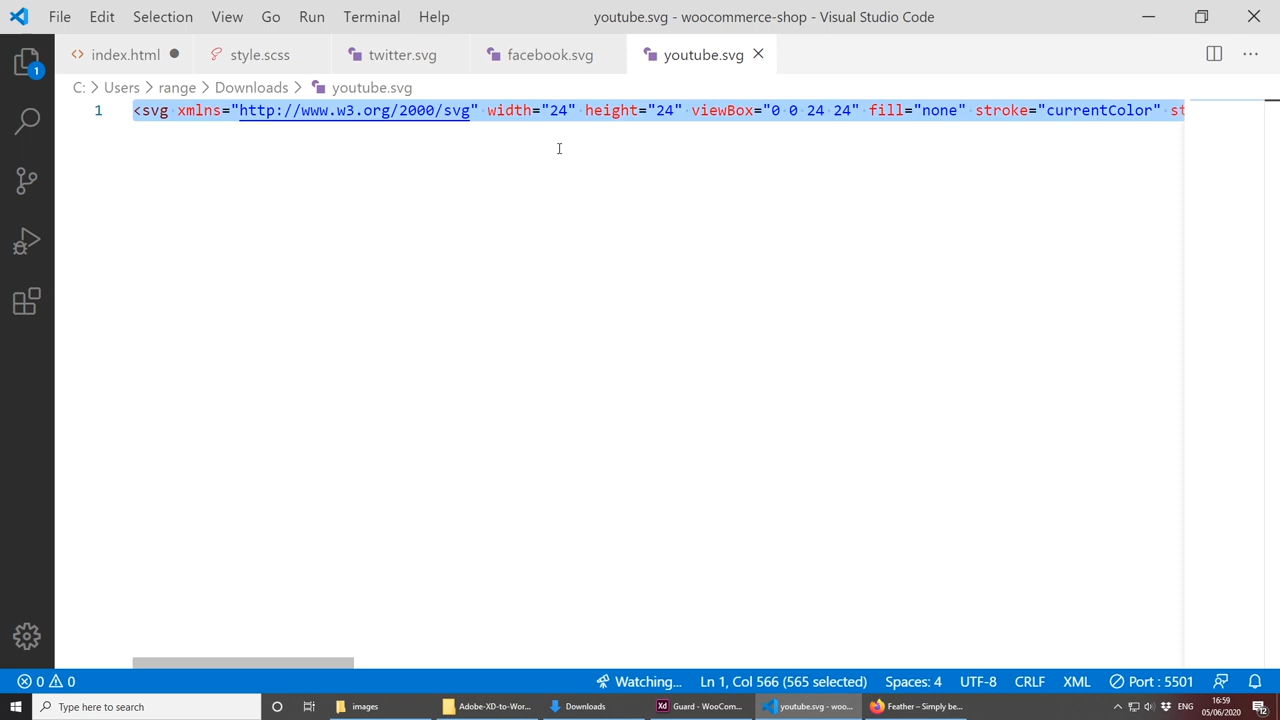 File Edit Selection View Go Run Terminal Help youtube.svg - woocommerce-shop - Visual Studio Code
index.html style.scss twitter.svg facebook.svg youtube.svg
1
C: Users range Downloads youtube.svg
1 <svg xmlns="http://www.w3.org/2000/svg" width="24" height="24" viewBox="0 0 24 24" fill="none" stroke="currentColor" st
0 0 Watching... Ln 1, Col 566 (565 selected) Spaces: 4 UTF-8 CRLF XML Port : 5501
Type here to search images Adobe-XD-to-Wor... Downloads Xd Guard - WooCom... youtube.svg - woo... Feather – Simply be... ENG 16:59
05/06/2020 12